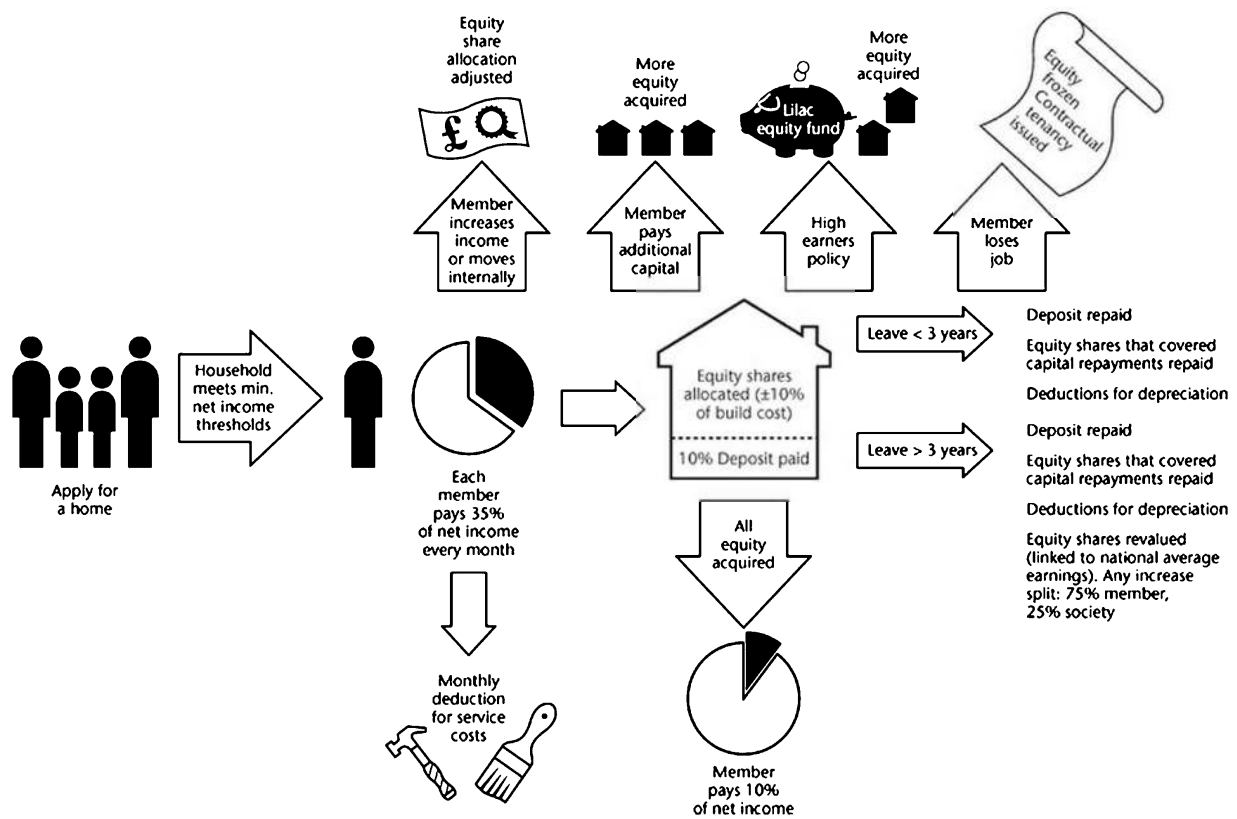 Equity
share
allocation
adjusted
£
More
equity
acquired
Lilac
equity fund
More
equity
acquired
Equity
frozen
Contractual
tenancy
issued
Member
increases
income
or moves
internally
Member
pays
additional
capital
High
earners
policy
Member
loses
job
Apply for
a home
Household
meets min.
net income
thresholds
Each
member
pays 35%
of net income
every month
Equity shares
allocated (±10%
of build cost)
10% Deposit paid
Leave < 3 years
Deposit repaid
Equity shares that covered
capital repayments repaid
Deductions for depreciation
Leave > 3 years
Deposit repaid
Equity shares that covered
capital repayments repaid
Deductions for depreciation
Equity shares revalued
(linked to national average
earnings). Any increase
split: 75% member,
25% society
All
equity
acquired
Monthly
deduction
for service
costs
Member
pays 10%
of net income